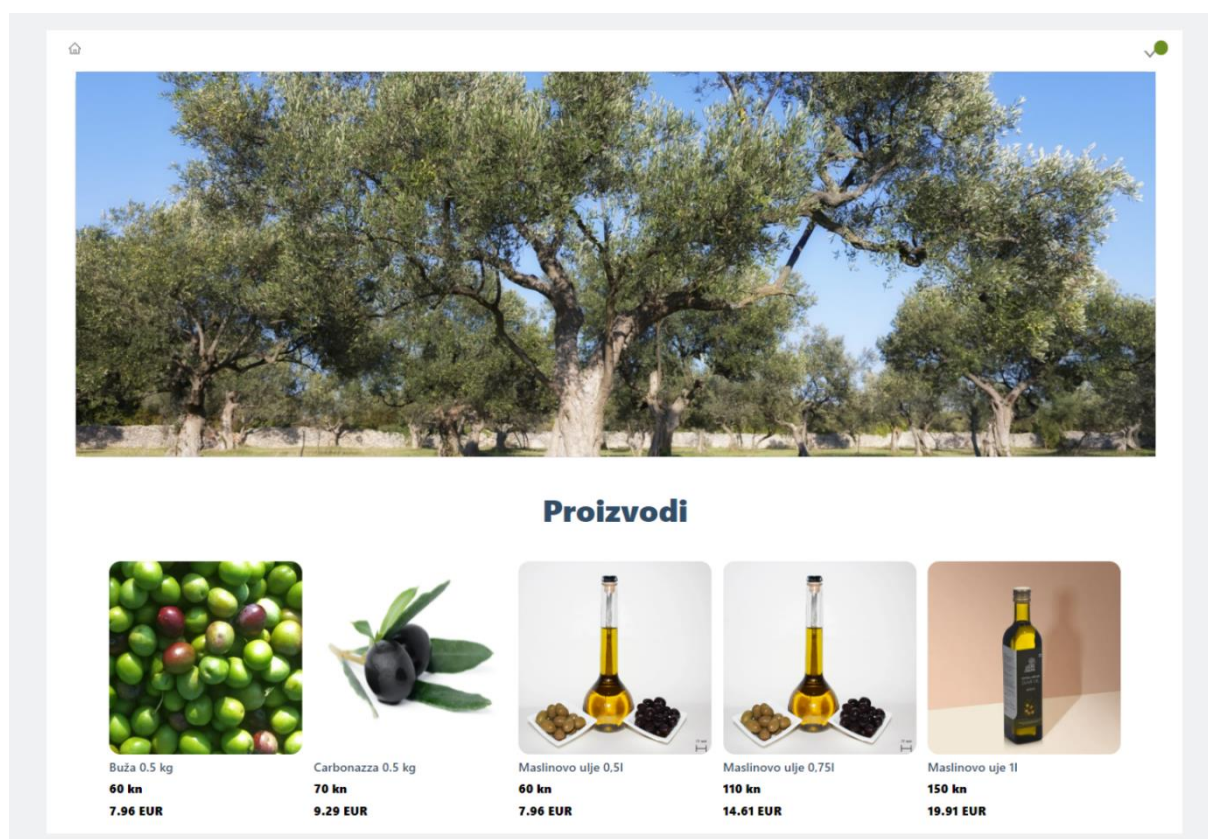 Proizvodi
Buža 0.5 kg
60 kn
7.96 EUR
Carbonazza 0.5 kg
70 kn
9.29 EUR
Maslinovo ulje 0,5l
60 kn
7.96 EUR
Maslinovo ulje 0,75l
110 kn
14.61 EUR
Maslinovo uje 1l
150 kn
19.91 EUR